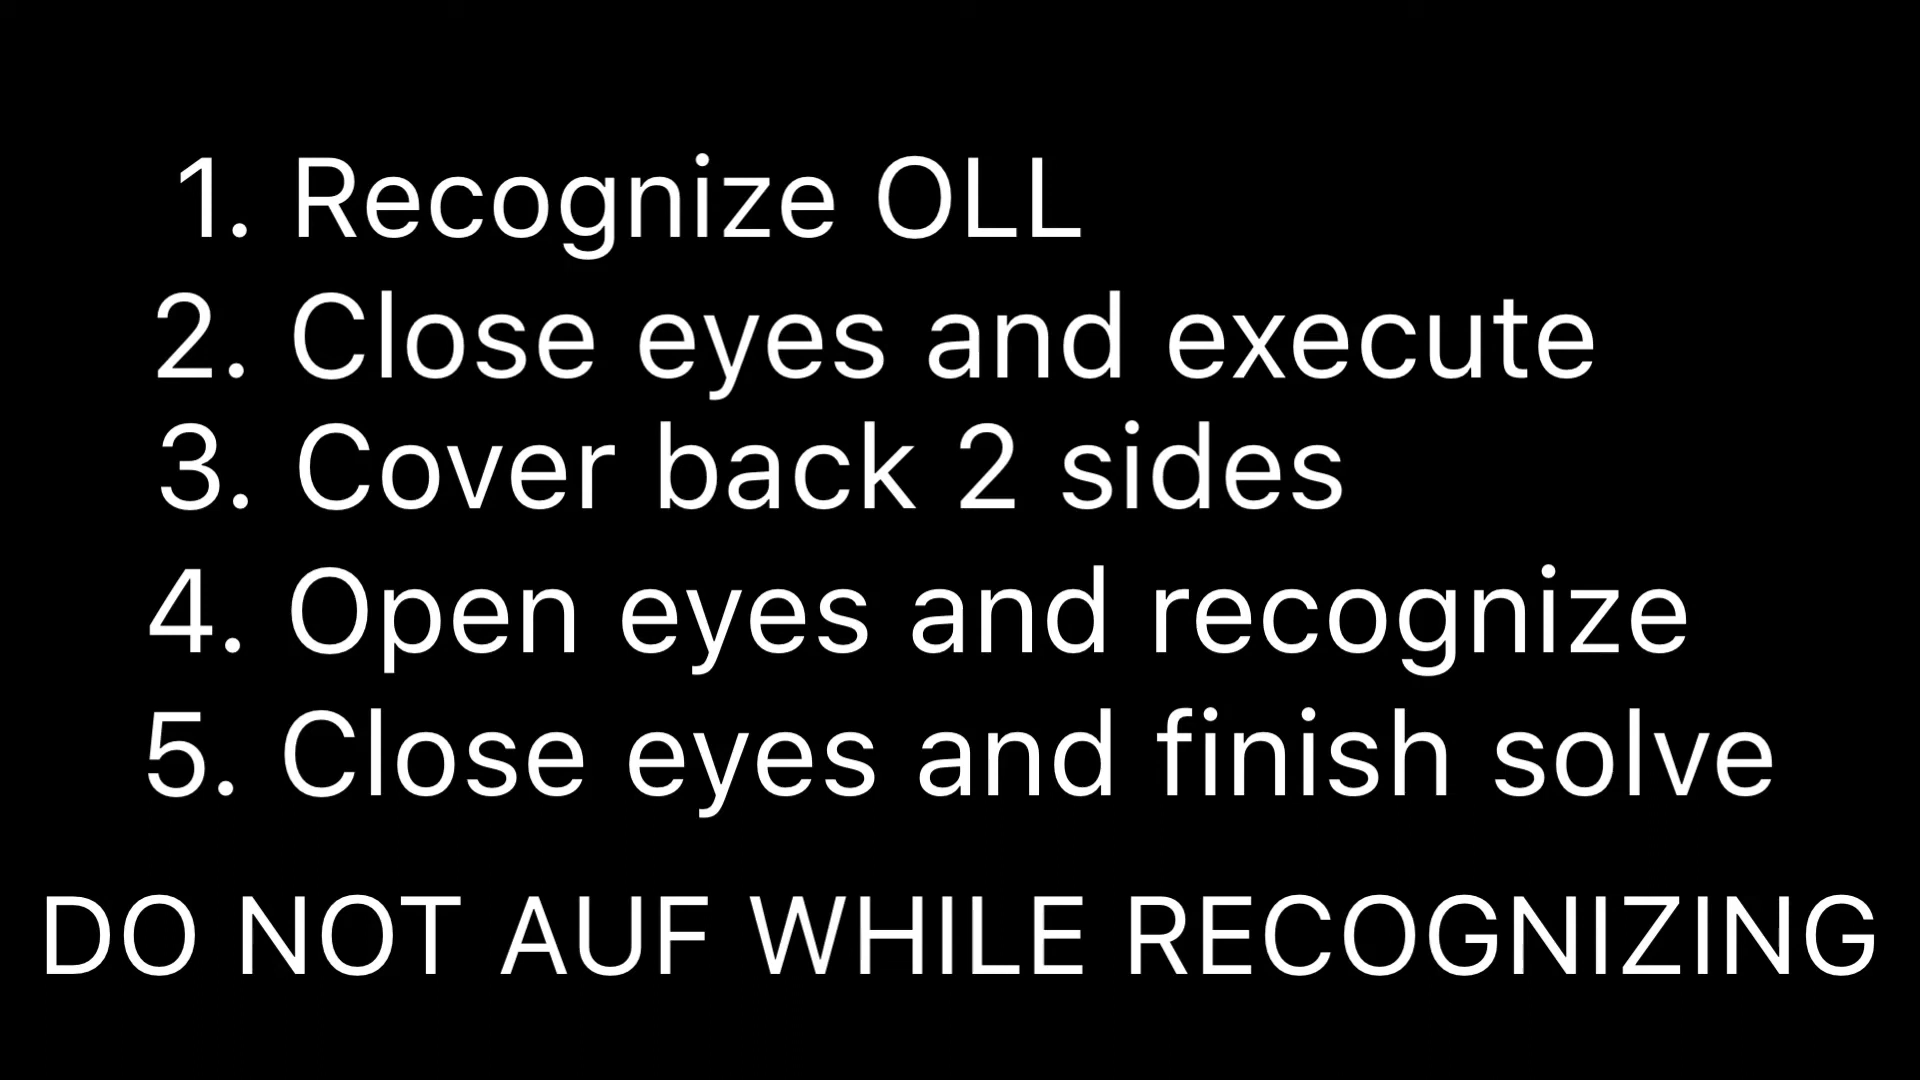 1. Recognize OLL
2. Close eyes and execute
3. Cover back 2 sides
4. Open eyes and recognize
5. Close eyes and finish solve
DO NOT AUF WHILE RECOGNIZING